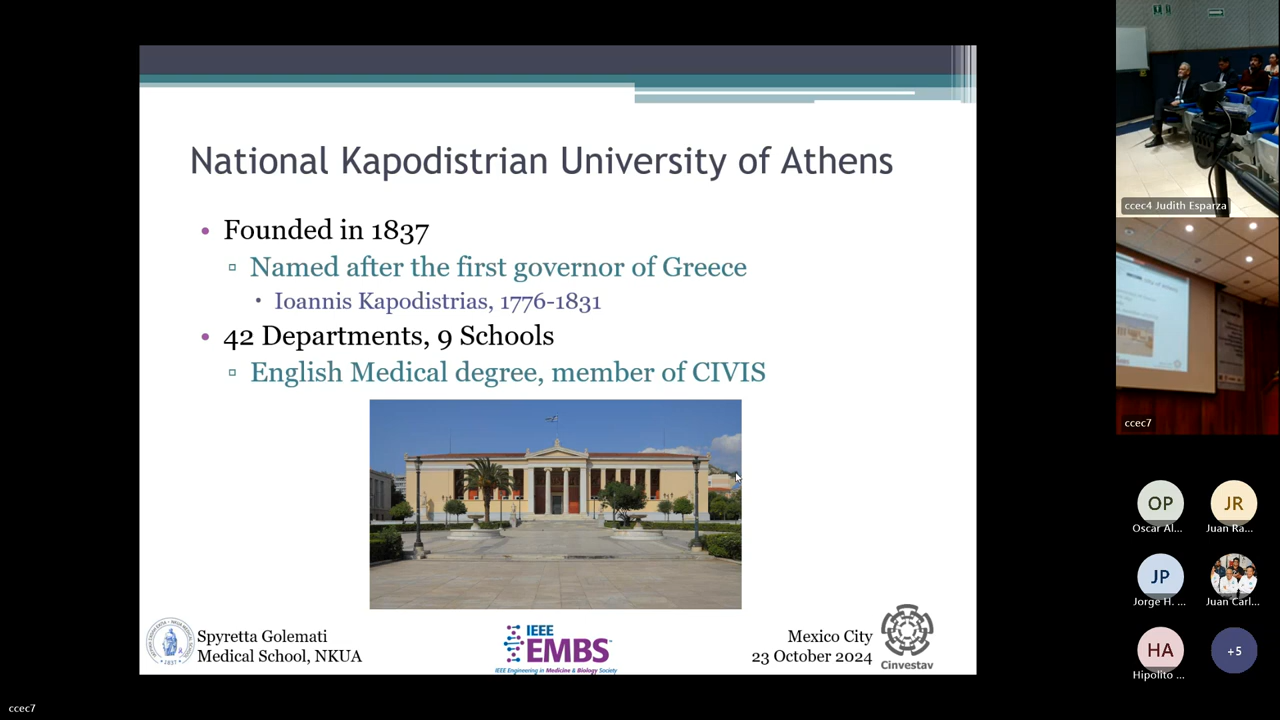 National Kapodistrian University of Athens
• Founded in 1837
▫ Named after the first governor of Greece
• Ioannis Kapodistrias, 1776-1831
• 42 Departments, 9 Schools
▫ English Medical degree, member of CIVIS
Spyretta Golemati
Medical School, NKUA
IEEE
EMBS
IEEE Engineering in Medicine & Biology Society
Mexico City
23 October 2024
Cinvestav
ccec4 Judith Esparza
ccec7
OP
Oscar Al...
JR
Juan Ra...
JP
Jorge H. ...
Juan Carl...
HA
Hipolito ...
+5
ccec7